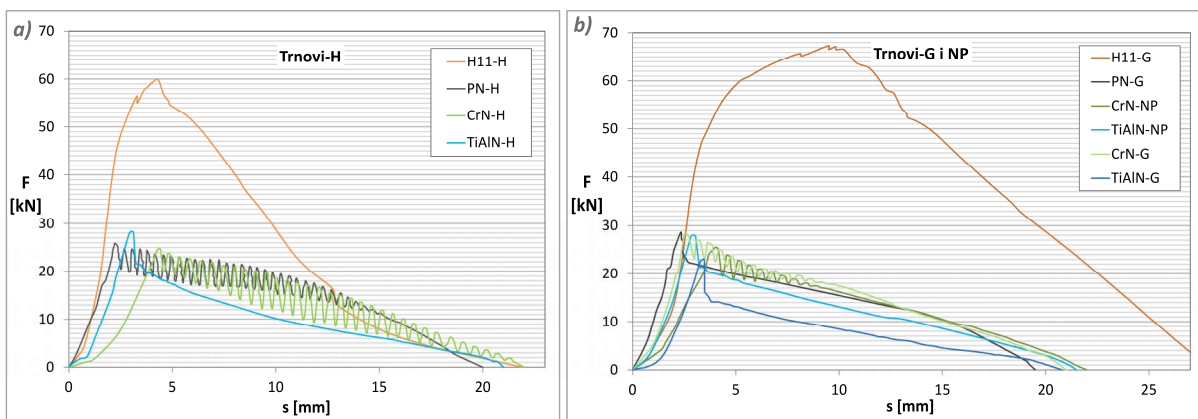 a)
Trnovi-H
H11-H
PN-H
CrN-H
TiAlN-H
F
[kN]
70
60
50
40
30
20
10
0
0 5 10 15 20
s [mm]
b)
Trnovi-G i NP
H11-G
PN-G
CrN-NP
TiAlN-NP
CrN-G
TiAlN-G
F
[kN]
70
60
50
40
30
20
10
0
0 5 10 15 20 25
s [mm]